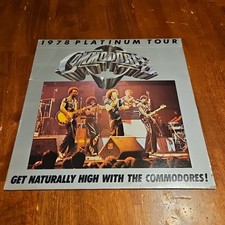 1978 PLATINUM TOUR
COMMODORES
GET NATURALLY HIGH WITH THE COMMODORES!